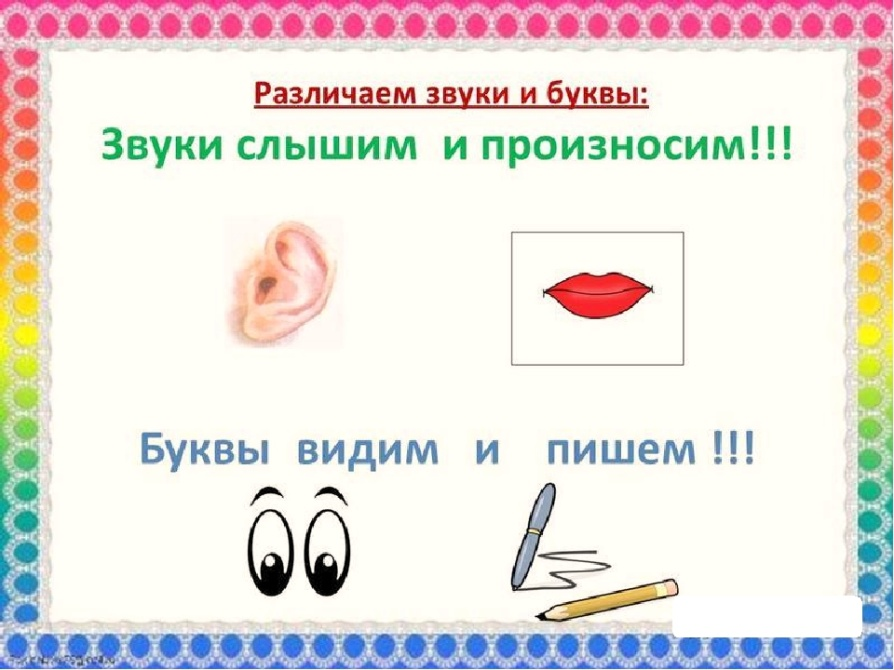 Различаем звуки и буквы:
Звуки слышим и произносим!!!
Буквы видим и пишем !!!